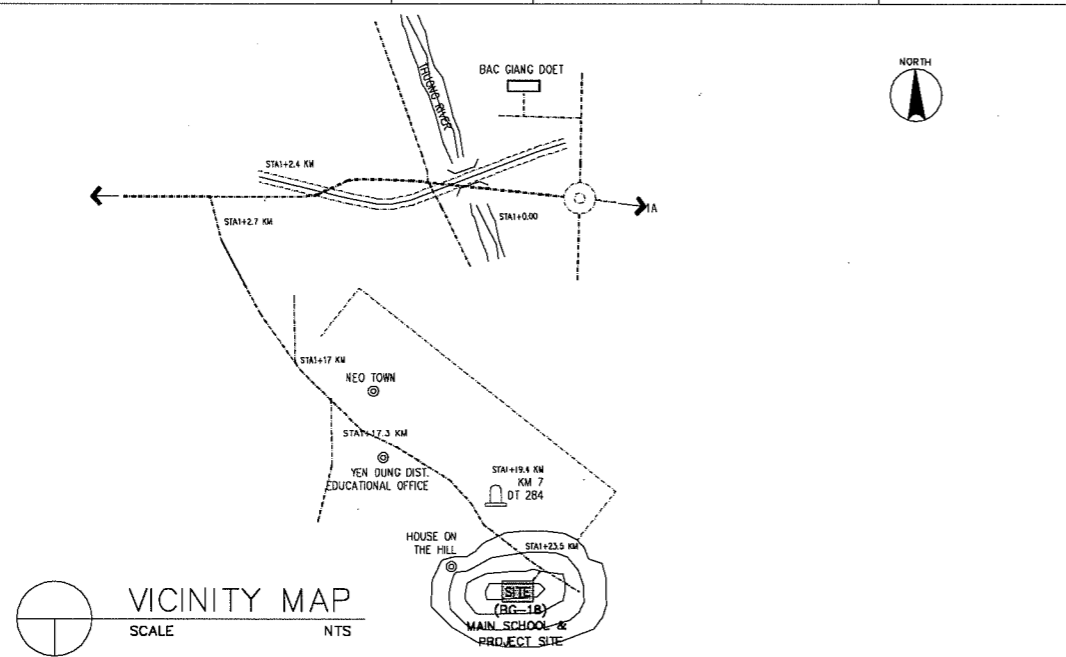 BAC GIANG DOET
NORTH
THUONG RIVER
STA1+2.4 KM
STA1+2.7 KM
STA1+0.00
1A
STA1+17 KM
NEO TOWN
STA1+17.3 KM
YEN DUNG DIST.
EDUCATIONAL OFFICE
STA1+19.4 KM
KM 7
DT 284
HOUSE ON
THE HILL
STA1+23.5 KM
SITE
(BG-18)
MAIN SCHOOL &
PROJECT SITE
VICINITY MAP
SCALE NTS